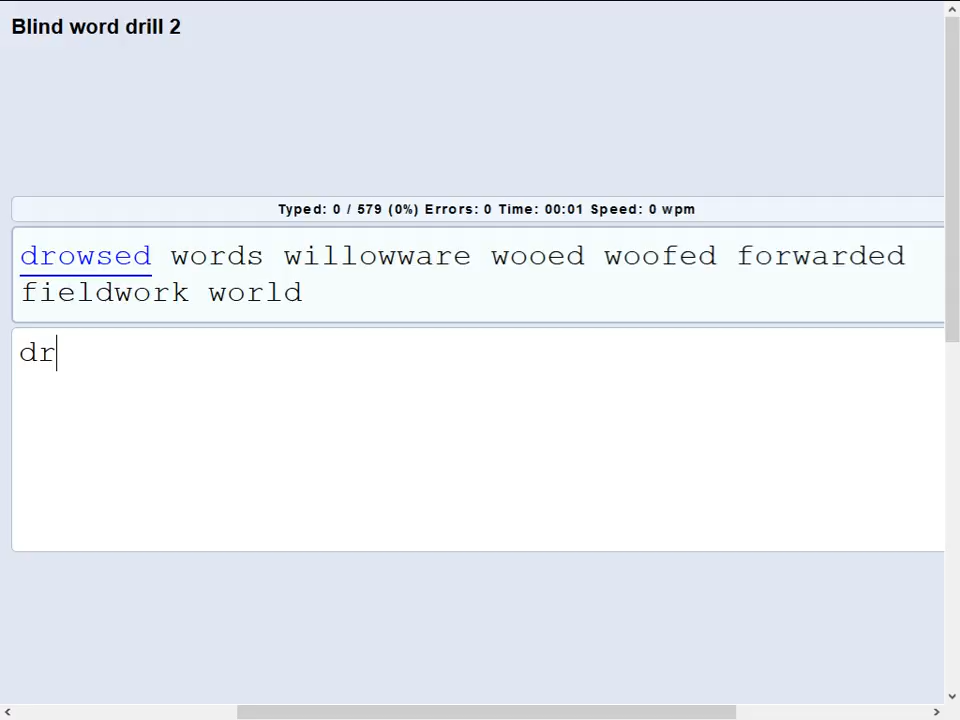 Blind word drill 2
Typed: 0 / 579 (0%) Errors: 0 Time: 00:01 Speed: 0 wpm
drowsed words willowware wooed woofed forwarded
fieldwork world
dr